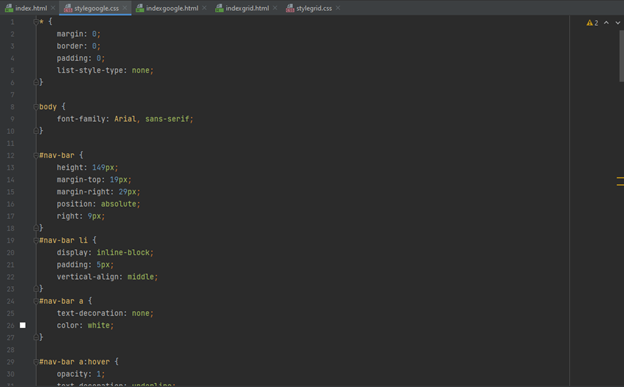 index.html stylegoogle.css indexgoogle.html indexgrid.html stylegrid.css
2
1 * {
2 margin: 0;
3 border: 0;
4 padding: 0;
5 list-style-type: none;
6 }
7
8 body {
9 font-family: Arial, sans-serif;
10 }
11
12 #nav-bar {
13 height: 149px;
14 margin-top: 19px;
15 margin-right: 29px;
16 position: absolute;
17 right: 9px;
18 }
19 #nav-bar li {
20 display: inline-block;
21 padding: 5px;
22 vertical-align: middle;
23 }
24 #nav-bar a {
25 text-decoration: none;
26 color: white;
27 }
28
29 #nav-bar a:hover {
30 opacity: 1;
text-decoration: underline;